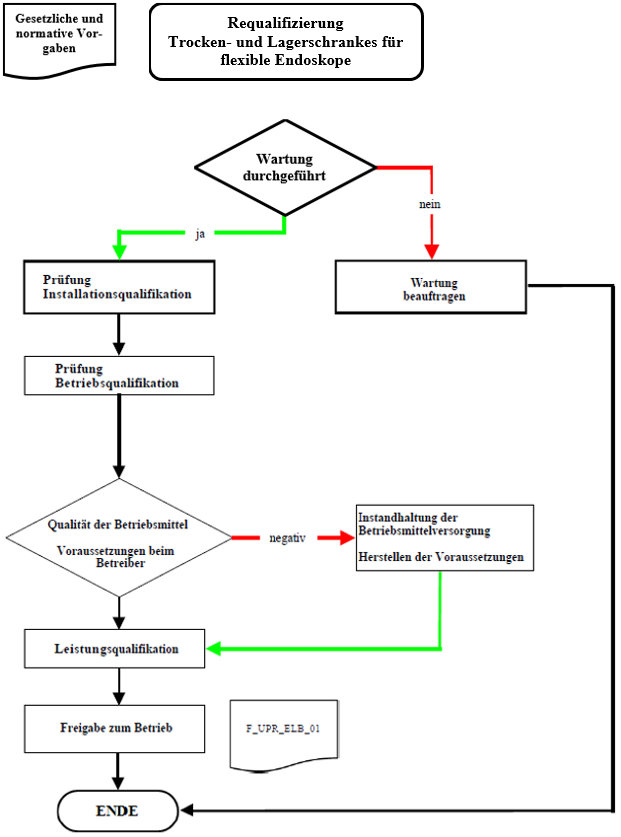 Gesetzliche und
normative Vor-
gaben
Requalifizierung
Trocken- und Lagerschrankes für
flexible Endoskope
Wartung
durchgeführt
nein
ja
Prüfung
Installationsqualifikation
Wartung
beauftragen
Prüfung
Betriebsqualifikation
Qualität der Betriebsmittel
Voraussetzungen beim
Betreiber
negativ
Instandhaltung der
Betriebsmittelversorgung
Herstellen der Voraussetzungen
Leistungsqualifikation
Freigabe zum Betrieb
F_UPR_ELB_01
ENDE